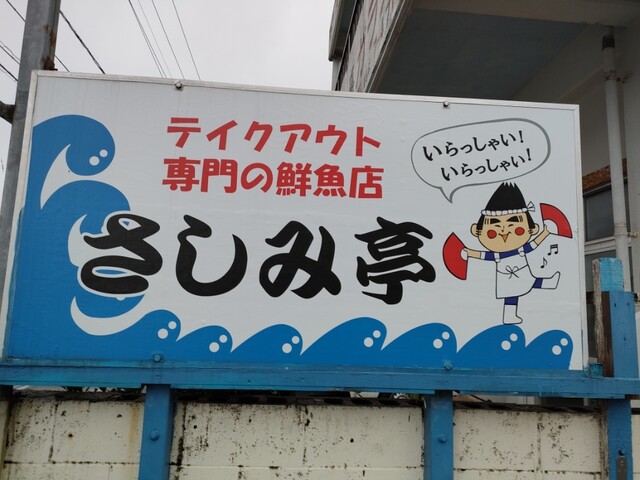 テイクアウト
専門の鮮魚店
さしみ亭
いらっしゃい!
いらっしゃい!